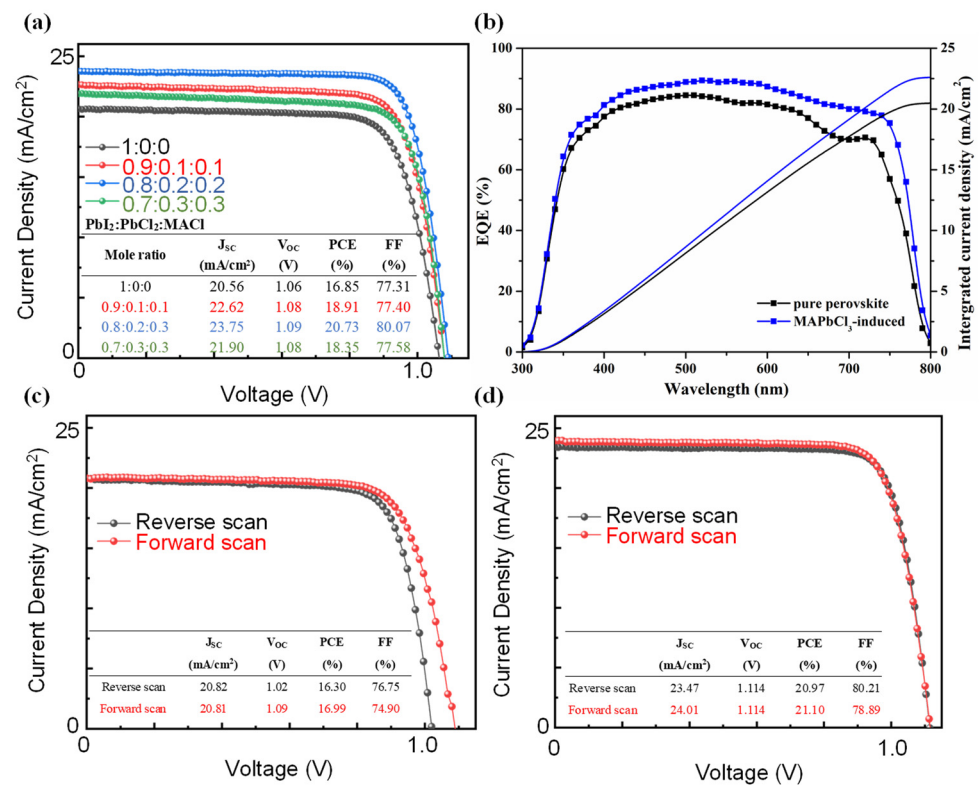 (a)
25
0
1.0
Current Density (mA/cm2)
Voltage (V)
1:0:0
0.9:0.1:0.1
0.8:0.2:0.2
0.7:0.3:0.3
PbI2:PbCl2:MACl
Mole ratio JSC (mA/cm2) VOC (V) PCE (%) FF (%)
1:0:0 20.56 1.06 16.85 77.31
0.9:0.1:0.1 22.62 1.08 18.91 77.40
0.8:0.2:0.3 23.75 1.09 20.73 80.07
0.7:0.3:0.3 21.90 1.08 18.35 77.58
(b)
100
80
60
40
20
0
EQE (%)
25
20
15
10
5
0
Intergrated current density (mA/cm2)
pure perovskite
MAPbCl3-induced
300 400 500 600 700 800
Wavelength (nm)
(c)
25
0
0 1.0
Current Density (mA/cm2)
Voltage (V)
Reverse scan
Forward scan
JSC VOC PCE FF
(mA/cm2) (V) (%) (%)
Reverse scan 20.82 1.02 16.30 76.75
Forward scan 20.81 1.09 16.99 74.90
(d)
25
0
0 1.0
Current Density (mA/cm2)
Voltage (V)
Reverse scan
Forward scan
JSC VOC PCE FF
(mA/cm2) (V) (%) (%)
Reverse scan 23.47 1.114 20.97 80.21
Forward scan 24.01 1.114 21.10 78.89